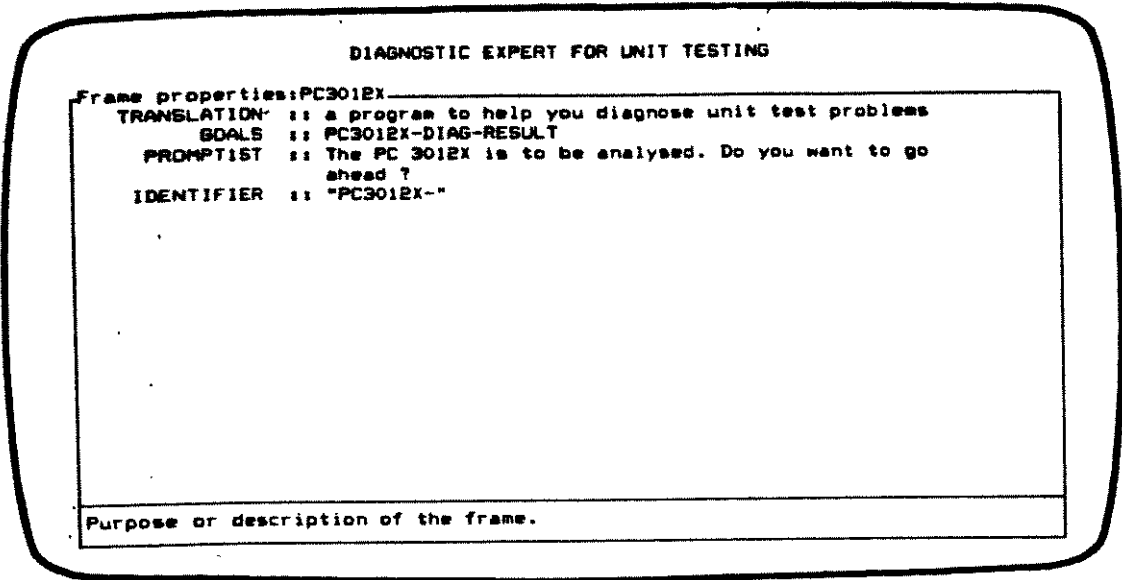 DIAGNOSTIC EXPERT FOR UNIT TESTING
Frame properties:PC3012X
TRANSLATION :: a program to help you diagnose unit test problems
GOALS :: PC3012X-DIAG-RESULT
PROMPT1ST :: The PC 3012X is to be analysed. Do you want to go
ahead ?
IDENTIFIER :: "PC3012X-"
Purpose or description of the frame.